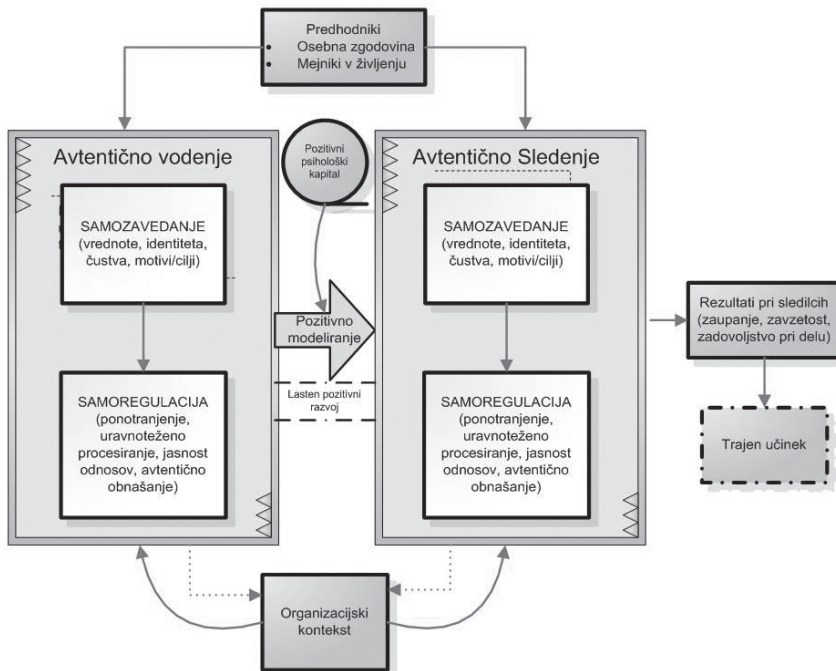 Predhodniki
• Osebna zgodovina
• Mejniki v življenju
Avtentično vodenje
Pozitivni
psihološki
kapital
Avtentično Sledenje
SAMOZAVEDANJE
(vrednote, identiteta,
čustva, motivi/cilji)
SAMOZAVEDANJE
(vrednote, identiteta,
čustva, motivi/cilji)
Pozitivno
modeliranje
Rezultati pri sledilcih
(zaupanje, zavzetost,
zadovoljstvo pri delu)
Lasten pozitivni
razvoj
SAMOREGULACIJA
(ponotranjenje,
uravnoteženo
procesiranje, jasnost
odnosov, avtentično
obnašanje)
SAMOREGULACIJA
(ponotranjenje,
uravnoteženo
procesiranje, jasnost
odnosov, avtentično
obnašanje)
Trajen učinek
Organizacijski
kontekst